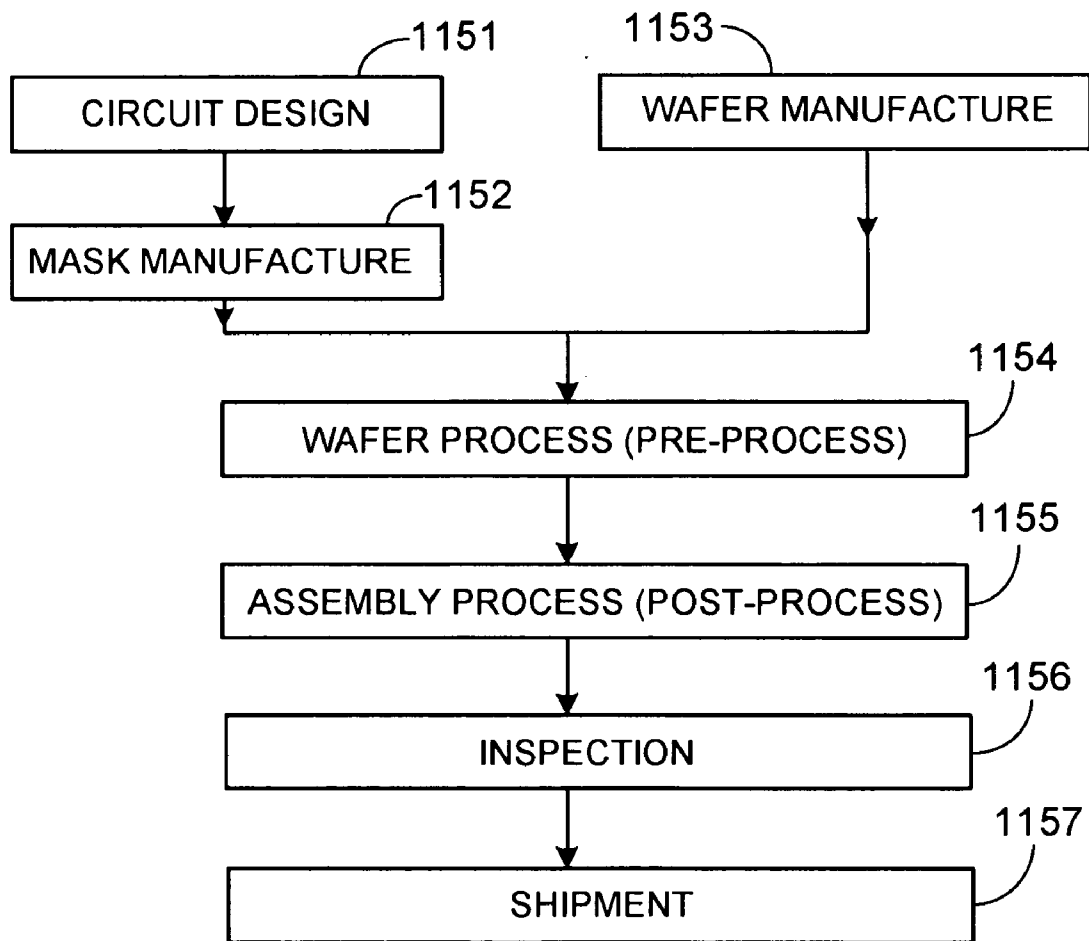 1151
1153
CIRCUIT DESIGN
WAFER MANUFACTURE
1152
MASK MANUFACTURE
1154
WAFER PROCESS (PRE-PROCESS)
1155
ASSEMBLY PROCESS (POST-PROCESS)
1156
INSPECTION
1157
SHIPMENT